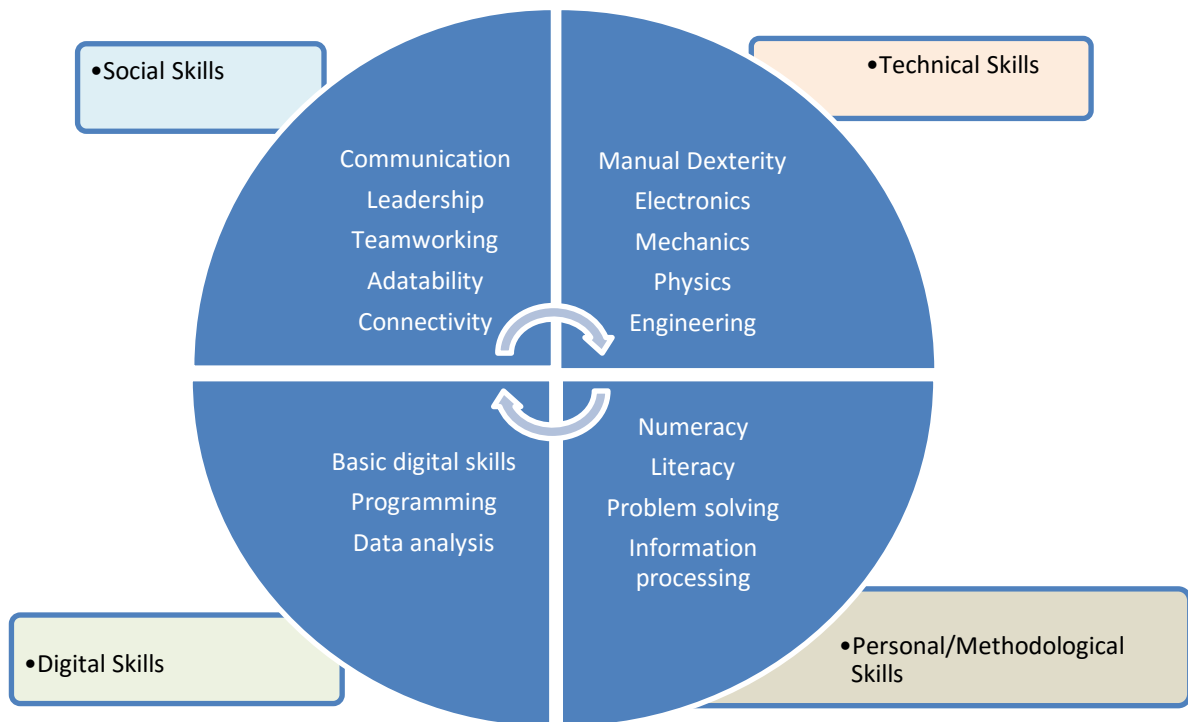 •Social Skills
•Technical Skills
Communication
Leadership
Teamworking
Adatability
Connectivity
Manual Dexterity
Electronics
Mechanics
Physics
Engineering
Basic digital skills
Programming
Data analysis
Numeracy
Literacy
Problem solving
Information
processing
•Digital Skills
•Personal/Methodological
Skills